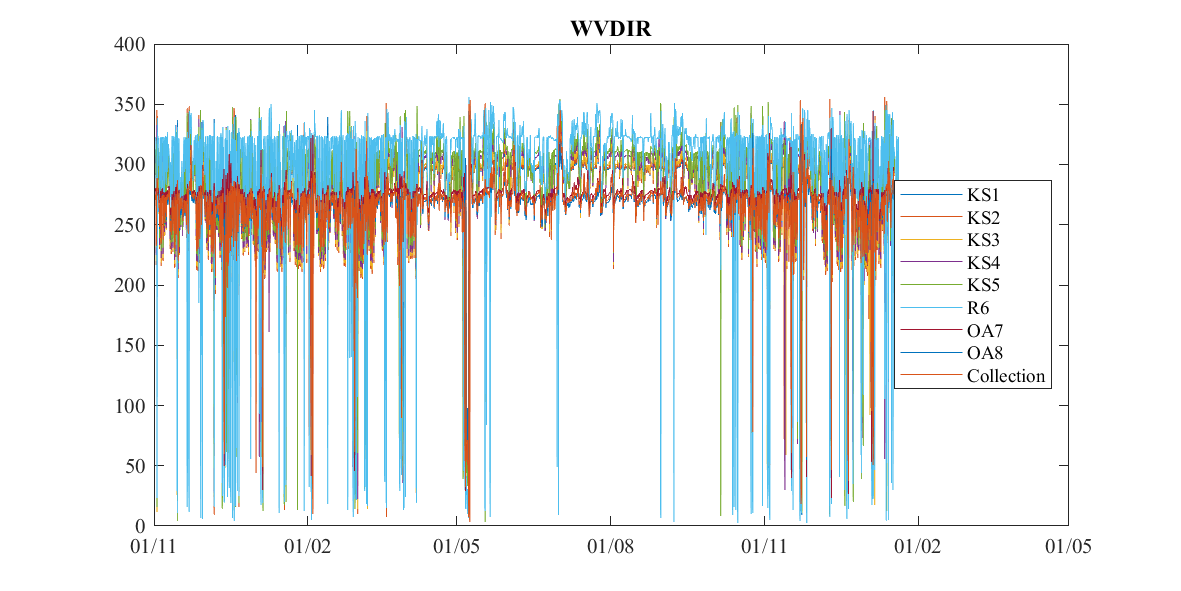 WVDIR
400
350
300
250
200
150
100
50
0
01/11 01/02 01/05 01/08 01/11 01/02 01/05
KS1
KS2
KS3
KS4
KS5
R6
OA7
OA8
Collection